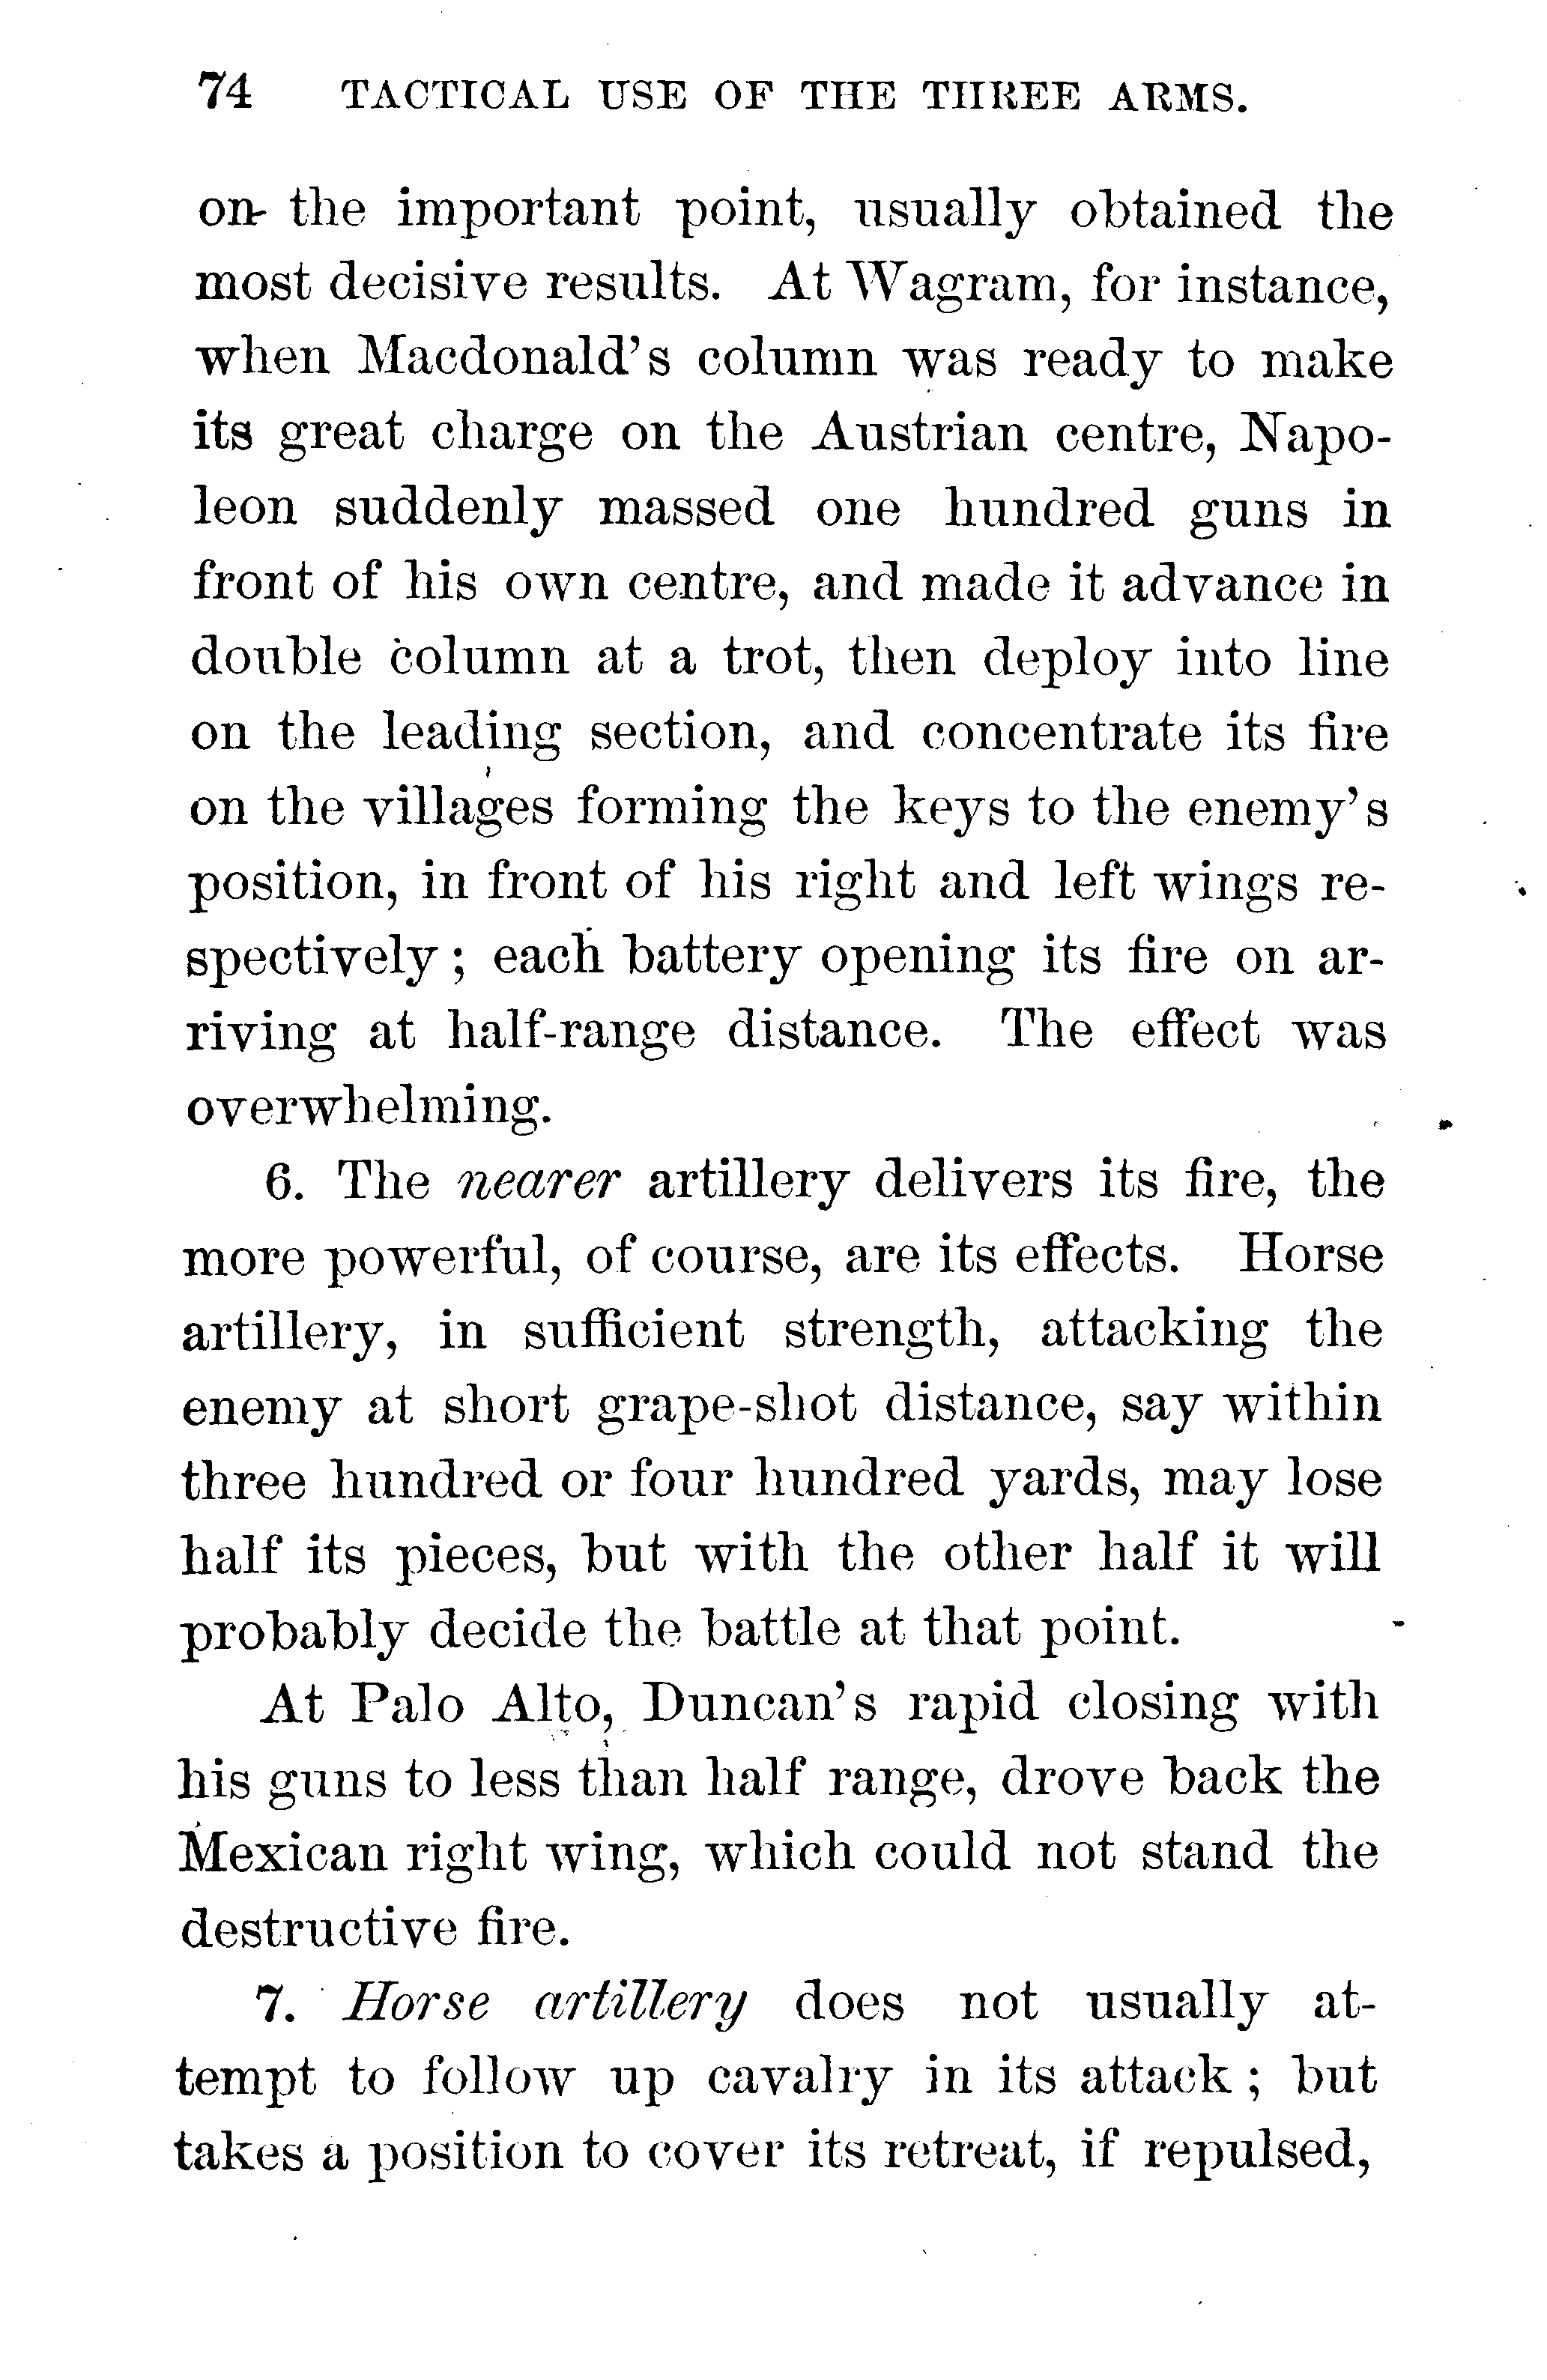 74 TACTICAL USE OF THE THREE ARMS.
on the important point, usually obtained the
most decisive results. At Wagram, for instance,
when Macdonald's column was ready to make
its great charge on the Austrian centre, Napo-
leon suddenly massed one hundred guns in
front of his own centre, and made it advance in
double column at a trot, then deploy into line
on the leading section, and concentrate its fire
on the villages forming the keys to the enemy's
position, in front of his right and left wings re-
spectively; each battery opening its fire on ar-
riving at half-range distance. The effect was
overwhelming.
6. The nearer artillery delivers its fire, the
more powerful, of course, are its effects. Horse
artillery, in sufficient strength, attacking the
enemy at short grape-shot distance, say within
three hundred or four hundred yards, may lose
half its pieces, but with the other half it will
probably decide the battle at that point.
At Palo Alto, Duncan's rapid closing with
his guns to less than half range, drove back the
Mexican right wing, which could not stand the
destructive fire.
7. Horse artillery does not usually at-
tempt to follow up cavalry in its attack; but
takes a position to cover its retreat, if repulsed,